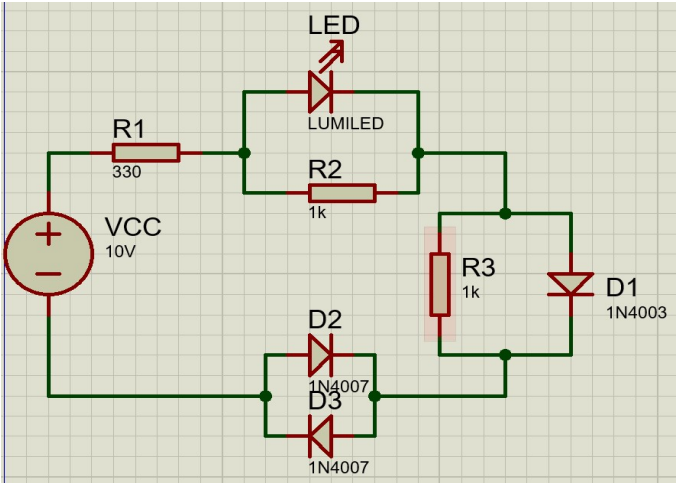 LED
LUMILED
R1
330
R2
1k
VCC
10V
R3
1k
D1
1N4003
D2
1N4007
D3
1N4007